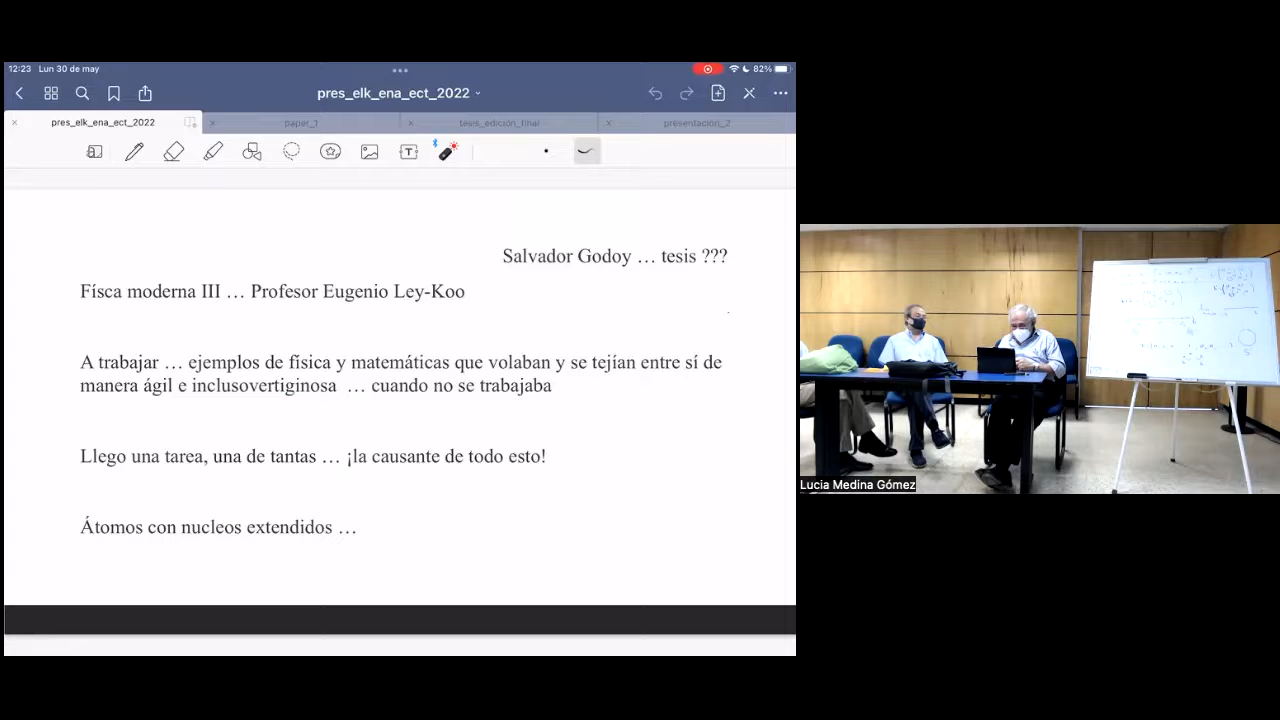 12:23 Lun 30 de may
82%
pres_elk_ena_ect_2022
pres_elk_ena_ect_2022
paper_1
tesis_edición_final
presentacion_2
Salvador Godoy … tesis ???
Físca moderna III … Profesor Eugenio Ley-Koo
A trabajar … ejemplos de física y matemáticas que volaban y se tejían entre sí de
manera ágil e inclusovertiginosa … cuando no se trabajaba
Llego una tarea, una de tantas … ¡la causante de todo esto!
Átomos con nucleos extendidos …
Lucia Medina Gómez